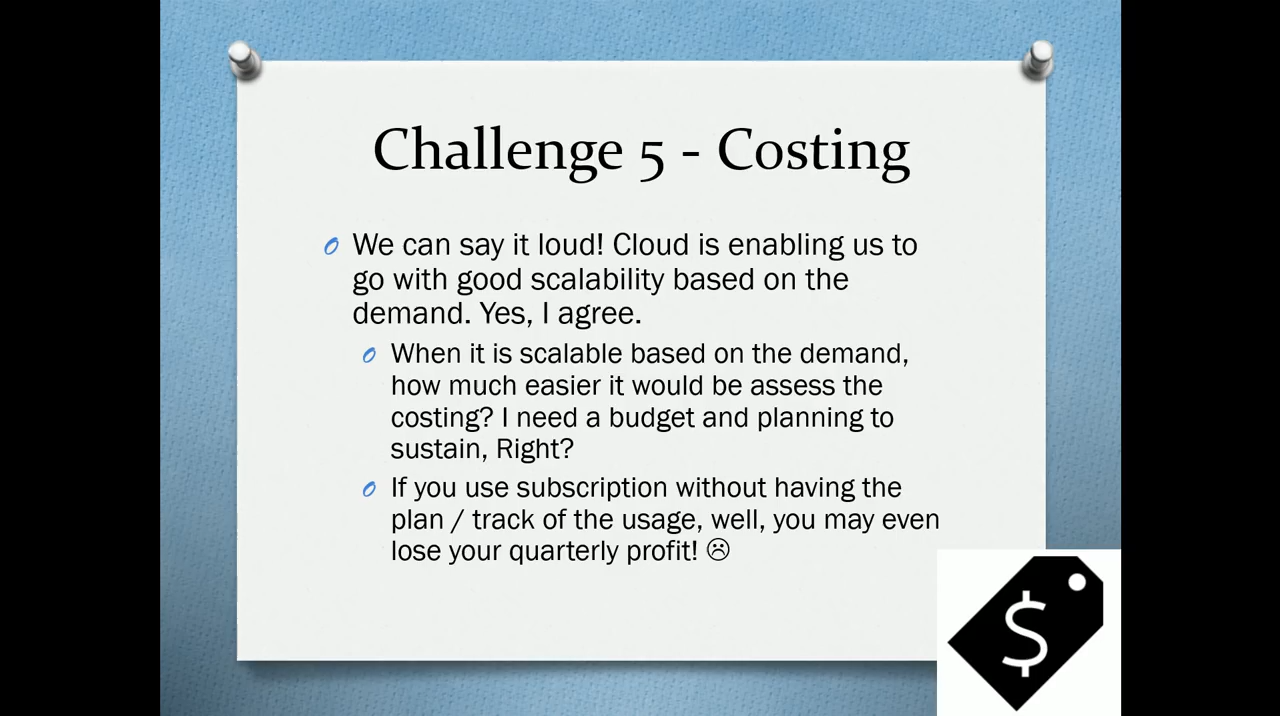 Challenge 5 - Costing
We can say it loud! Cloud is enabling us to
go with good scalability based on the
demand. Yes, I agree.
When it is scalable based on the demand,
how much easier it would be assess the
costing? I need a budget and planning to
sustain, Right?
If you use subscription without having the
plan / track of the usage, well, you may even
lose your quarterly profit! ☹
$